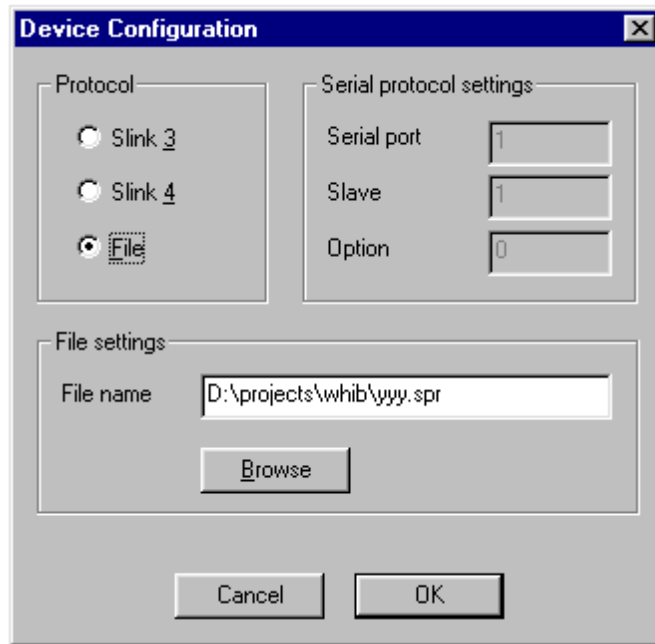 Device Configuration
Protocol
Slink 3
Slink 4
File
Serial protocol settings
Serial port 1
Slave 1
Option 0
File settings
File name D:\projects\whib\yyy.spr
Browse
Cancel OK